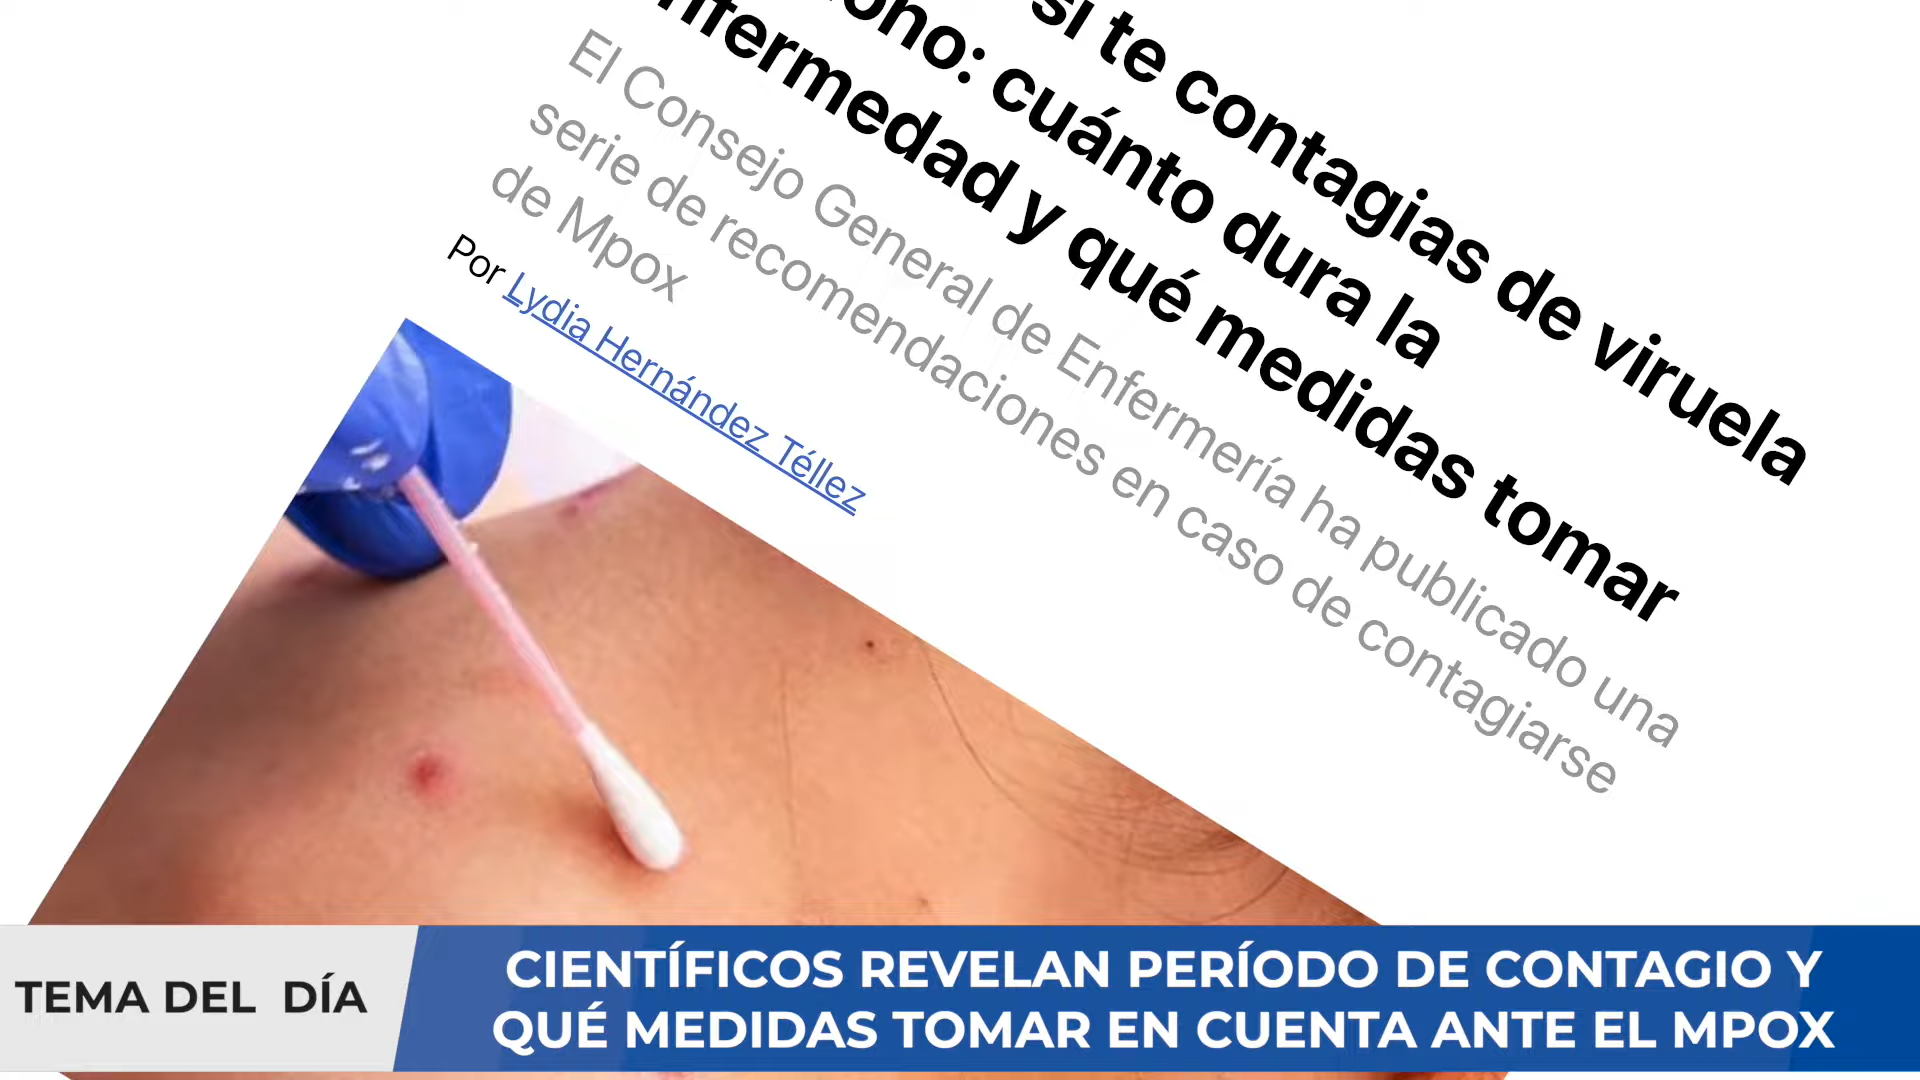 si te contagias de viruela
cuánto dura la
enfermedad y qué medidas tomar
El Consejo General de Enfermería ha publicado una
serie de recomendaciones en caso de contagiarse
de Mpox
Por Lydia Hernández Téllez
TEMA DEL DÍA
CIENTÍFICOS REVELAN PERÍODO DE CONTAGIO Y
QUÉ MEDIDAS TOMAR EN CUENTA ANTE EL MPOX